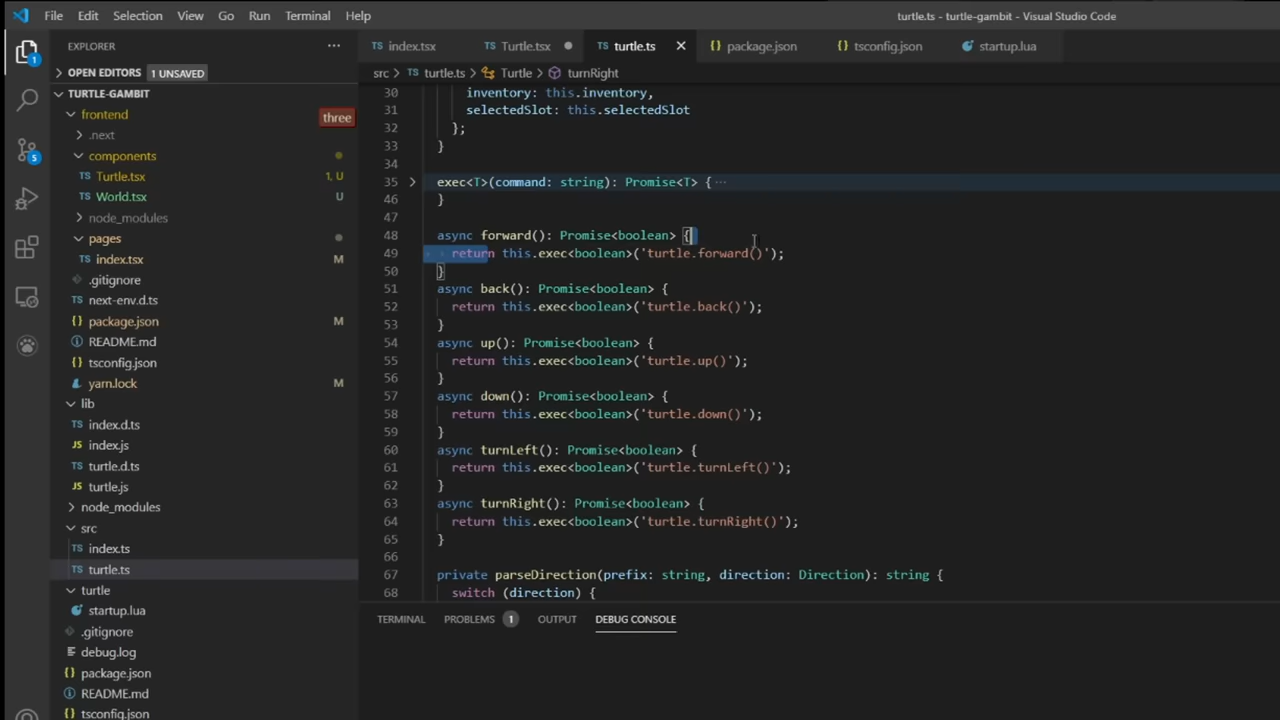 File Edit Selection View Go Run Terminal Help turtle.ts - turtle-gambit - Visual Studio Code
EXPLORER ···
1
OPEN EDITORS 1 UNSAVED
TURTLE-GAMBIT
frontend
three
.next
components
Turtle.tsx 1, U
World.tsx U
node_modules
pages
index.tsx M
.gitignore
next-env.d.ts
package.json M
README.md
tsconfig.json
yarn.lock M
lib
index.d.ts
index.js
turtle.d.ts
turtle.js
node_modules
src
index.ts
turtle.ts
turtle
startup.lua
.gitignore
debug.log
package.json
README.md
tsconfig.json
5
index.tsx Turtle.tsx turtle.ts package.json tsconfig.json startup.lua
src > TS turtle.ts > Turtle > turnRight
30 inventory: this.inventory,
31 selectedSlot: this.selectedSlot
32 };
33 }
34
35 exec<T>(command: string): Promise<T> { ···
46 }
47
48 async forward(): Promise<boolean> {
49 return this.exec<boolean>('turtle.forward()');
50 }
51 async back(): Promise<boolean> {
52 return this.exec<boolean>('turtle.back()');
53 }
54 async up(): Promise<boolean> {
55 return this.exec<boolean>('turtle.up()');
56 }
57 async down(): Promise<boolean> {
58 return this.exec<boolean>('turtle.down()');
59 }
60 async turnLeft(): Promise<boolean> {
61 return this.exec<boolean>('turtle.turnLeft()');
62 }
63 async turnRight(): Promise<boolean> {
64 return this.exec<boolean>('turtle.turnRight()');
65 }
66
67 private parseDirection(prefix: string, direction: Direction): string {
68 switch (direction) {
TERMINAL PROBLEMS 1 OUTPUT DEBUG CONSOLE